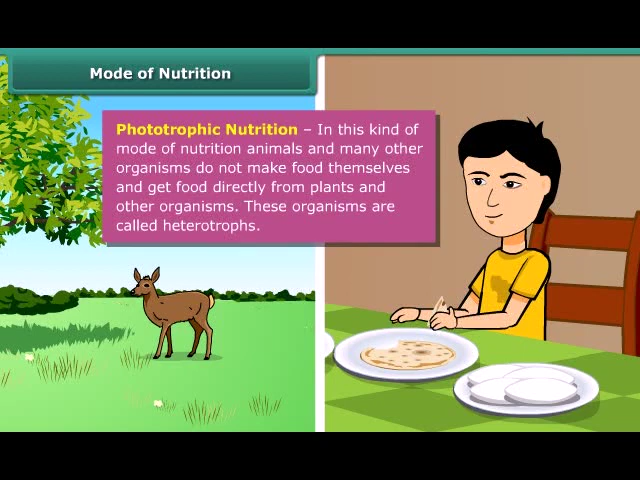 Mode of Nutrition
Phototrophic Nutrition – In this kind of
mode of nutrition animals and many other
organisms do not make food themselves
and get food directly from plants and
other organisms. These organisms are
called heterotrophs.